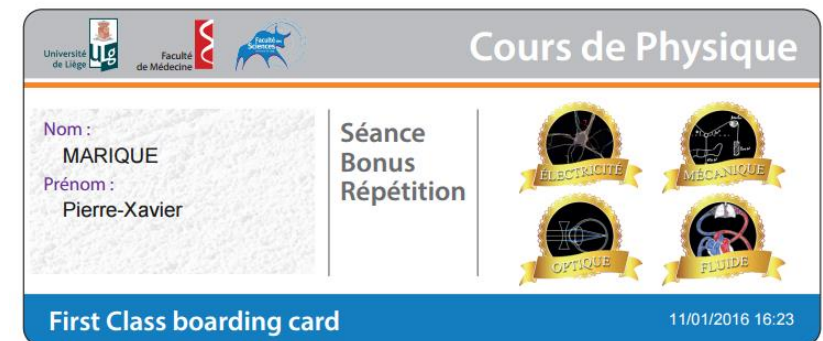 Université
de Liège
Faculté
de Médecine
Faculté des
Sciences
Cours de Physique
Nom :
MARIQUE
Prénom :
Pierre-Xavier
Séance
Bonus
Répétition
ÉLECTRICITÉ
MÉCANIQUE
OPTIQUE
FLUIDE
First Class boarding card
11/01/2016 16:23